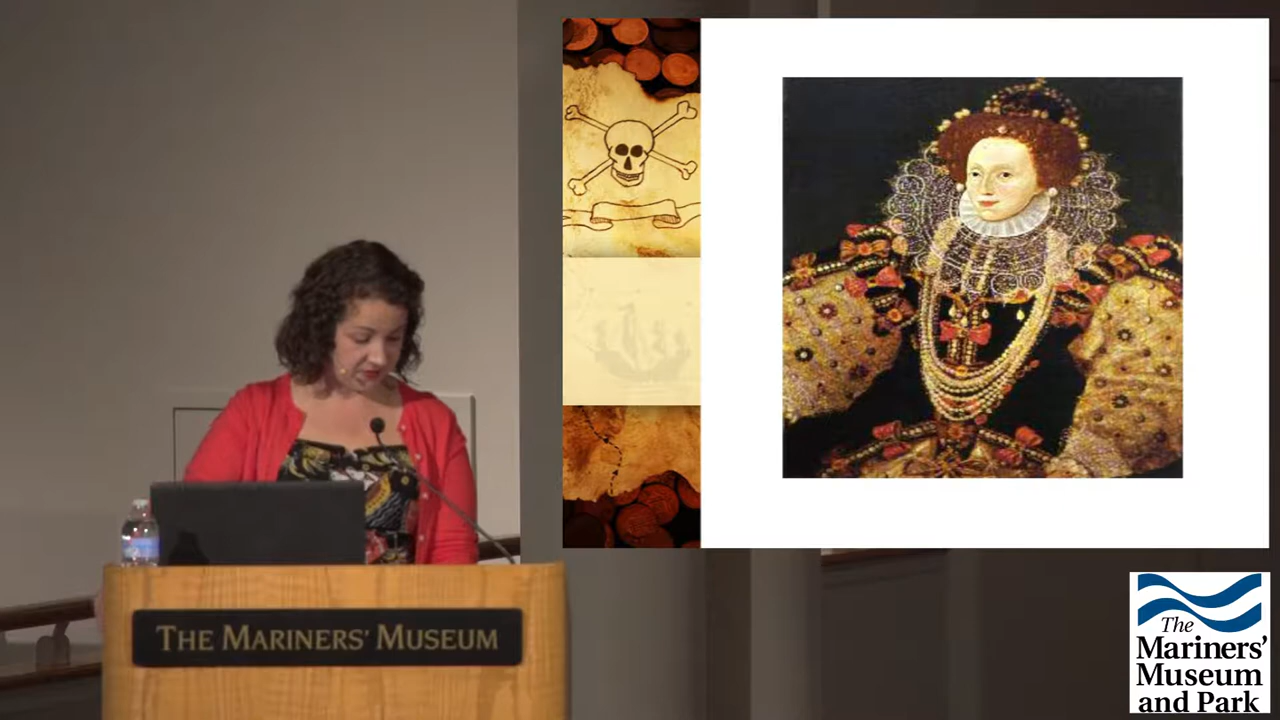 THE MARINERS' MUSEUM
The
Mariners'
Museum
and Park